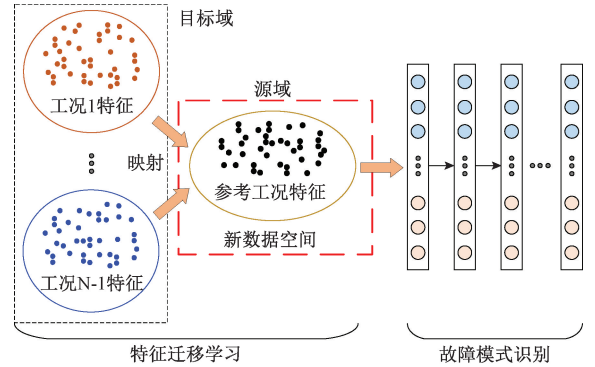 目标域
工况1特征
映射
工况N-1特征
源域
参考工况特征
新数据空间
特征迁移学习
故障模式识别